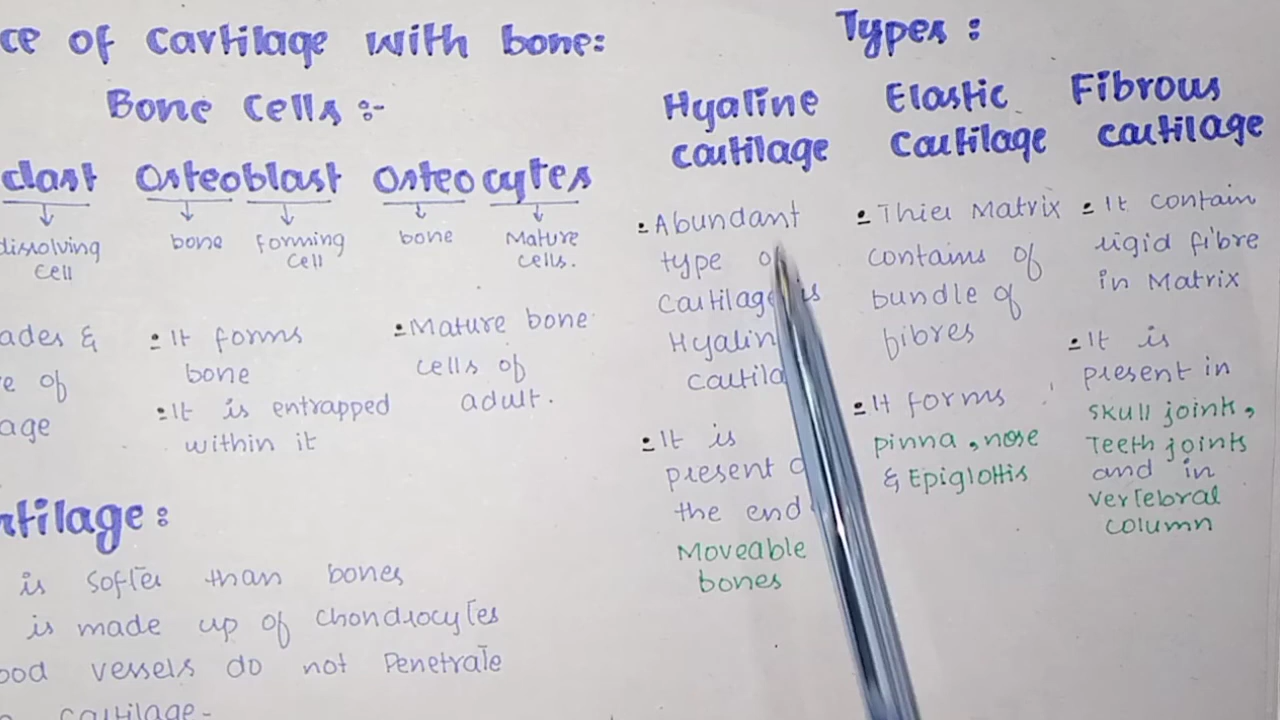 ce of cartilage with bone:
Bone Cells :-
clast Osteoblast Osteocytes
dissolving cell
bone forming cell
bone Mature cells.
ades &
e of
age
It forms
bone
It is entrapped
within it
Mature bone
cells of
adult.
rtilage:
is softer than bones
is made up of chondrocytes
ood vessels do not Penetrate
cartilage-
Types :
Hyaline
cartilage
Abundant
type
Cartilage is
Hyalin
cartila
It is
present
the end
Moveable
bones
Elastic
Cartilage
Thier Matrix
contains of
bundle of
fibres
It forms
pinna, nose
& Epiglottis
Fibrous
cartilage
It contain
rigid fibre
in Matrix
It is
present in
skull joints,
Teeth joints
and in
vertebral
column